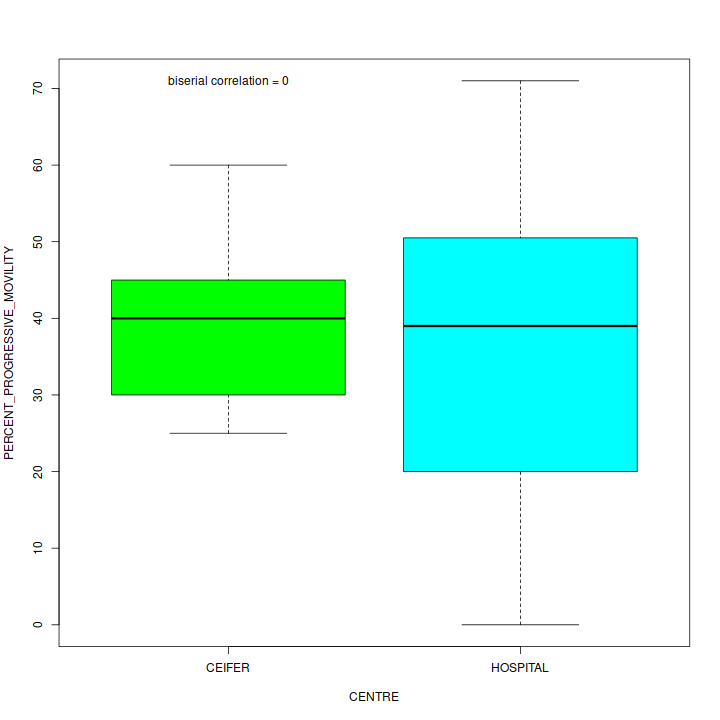 biserial correlation = 0
PERCENT_PROGRESSIVE_MOVILITY
70
60
50
40
30
20
10
0
CEIFER
HOSPITAL
CENTRE